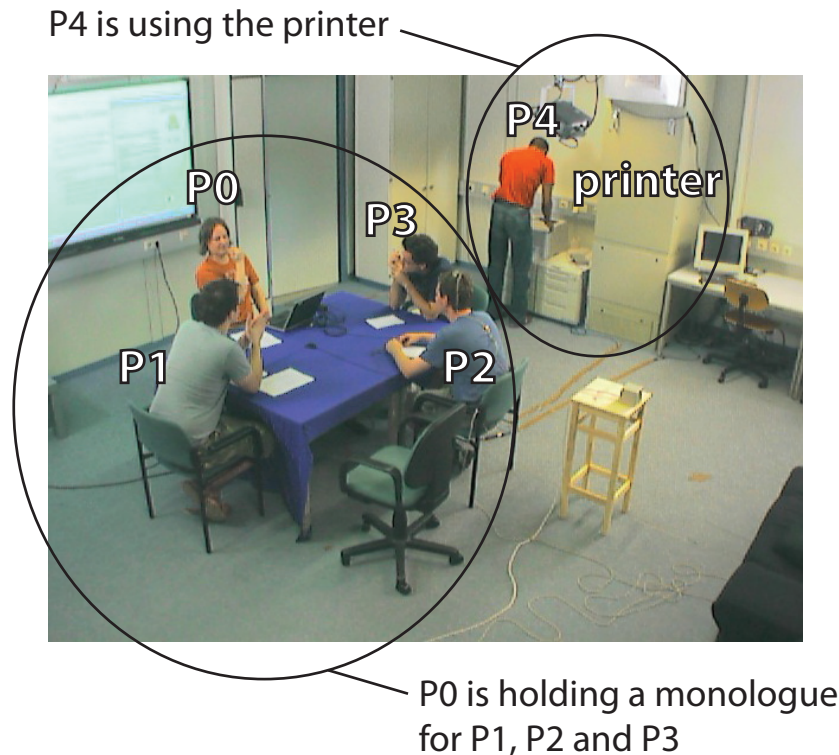 P4 is using the printer
P4
P0
printer
P3
P1
P2
P0 is holding a monologue
for P1, P2 and P3